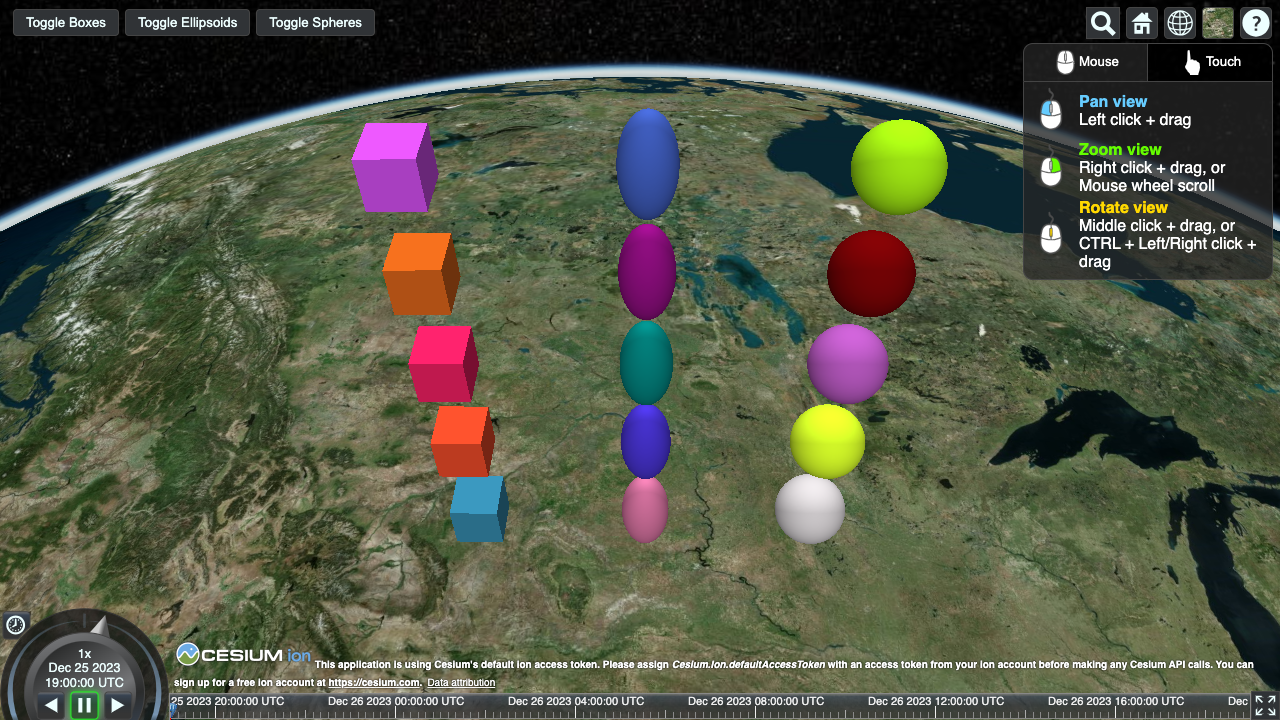 Toggle Boxes
Toggle Ellipsoids
Toggle Spheres
?
Mouse
Touch
Pan view
Left click + drag
Zoom view
Right click + drag, or
Mouse wheel scroll
Rotate view
Middle click + drag, or
CTRL + Left/Right click +
drag
1x
Dec 25 2023
19:00:00 UTC
CESIUM ion
This application is using Cesium's default ion access token. Please assign Cesium.Ion.defaultAccessToken with an access token from your ion account before making any Cesium API calls. You can
sign up for a free ion account at https://cesium.com. Data attribution
25 2023 20:00:00 UTC
Dec 26 2023 00:00:00 UTC
Dec 26 2023 04:00:00 UTC
Dec 26 2023 08:00:00 UTC
Dec 26 2023 12:00:00 UTC
Dec 26 2023 16:00:00 UTC
Dec